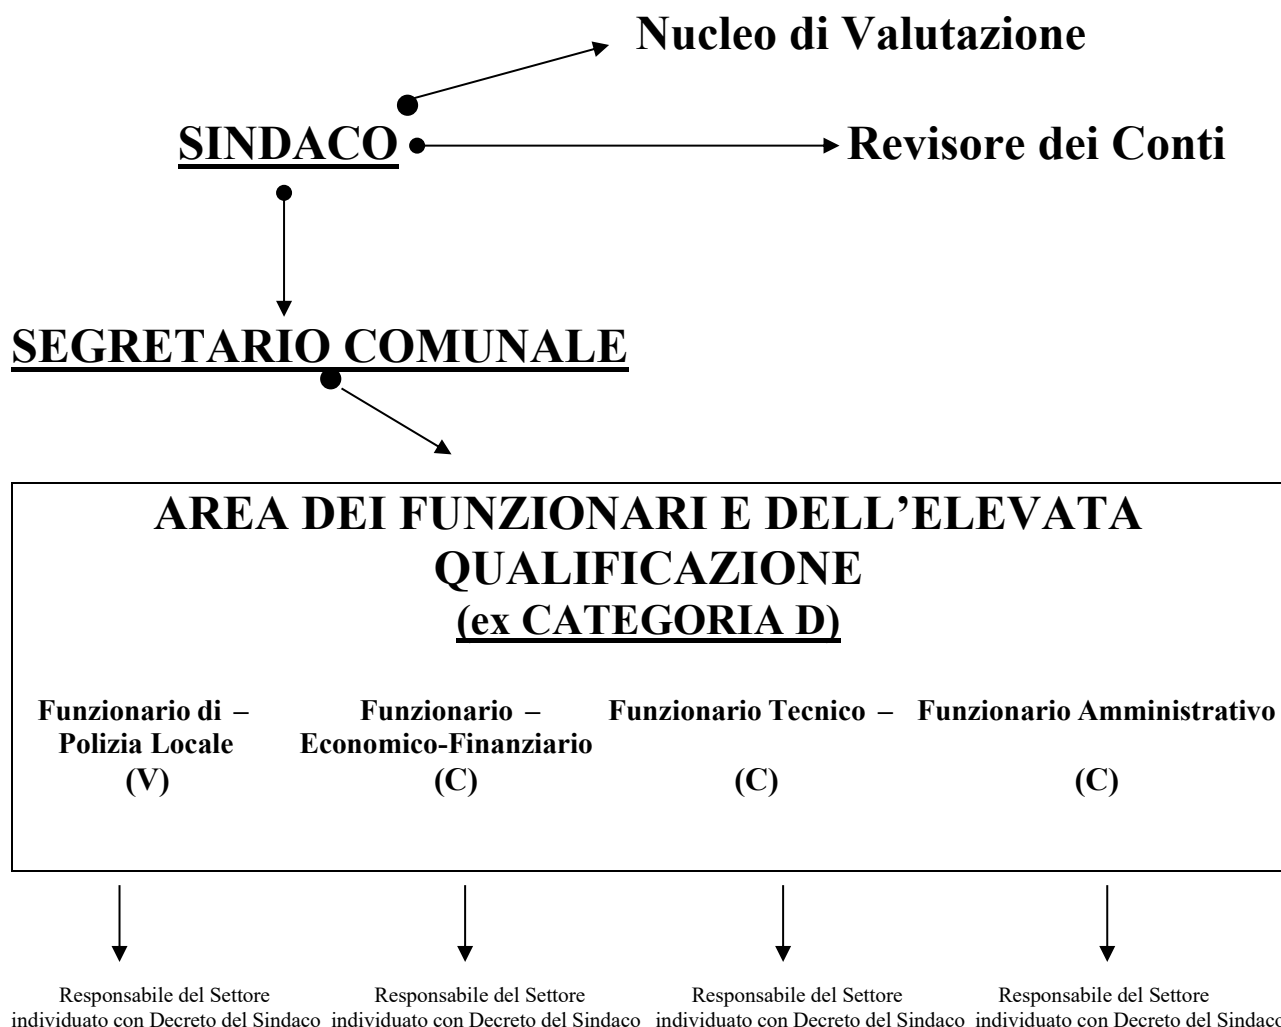 Nucleo di Valutazione
SINDACO
Revisore dei Conti
SEGRETARIO COMUNALE
AREA DEI FUNZIONARI E DELL’ELEVATA
QUALIFICAZIONE
(ex CATEGORIA D)
Funzionario di –
Polizia Locale
(V)
Funzionario –
Economico-Finanziario
(C)
Funzionario Tecnico –
(C)
Funzionario Amministrativo
(C)
Responsabile del Settore
individuato con Decreto del Sindaco
Responsabile del Settore
individuato con Decreto del Sindaco
Responsabile del Settore
individuato con Decreto del Sindaco
Responsabile del Settore
individuato con Decreto del Sindaco